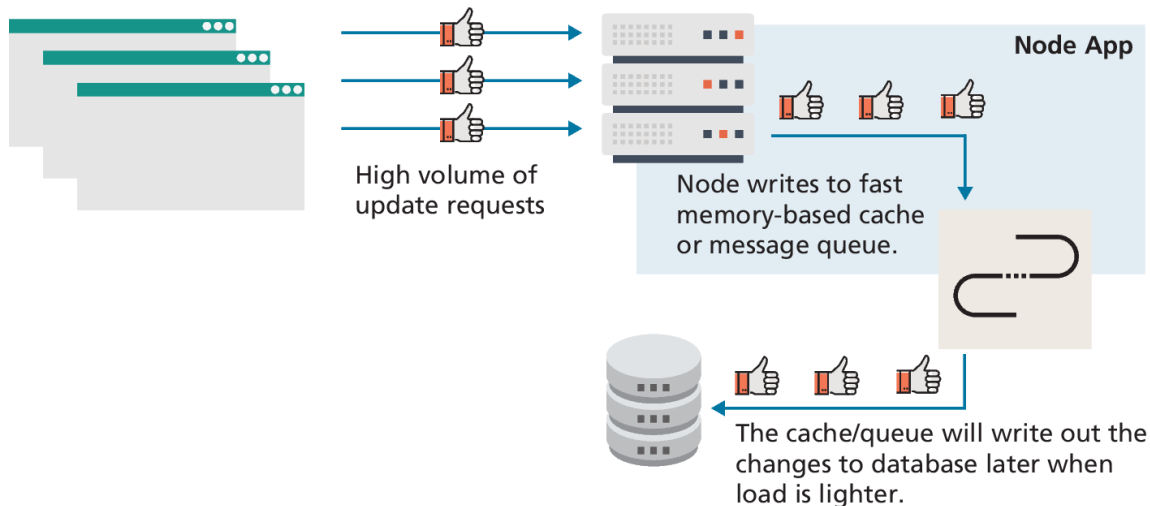 Node App
High volume of
update requests
Node writes to fast
memory-based cache
or message queue.
The cache/queue will write out the
changes to database later when
load is lighter.